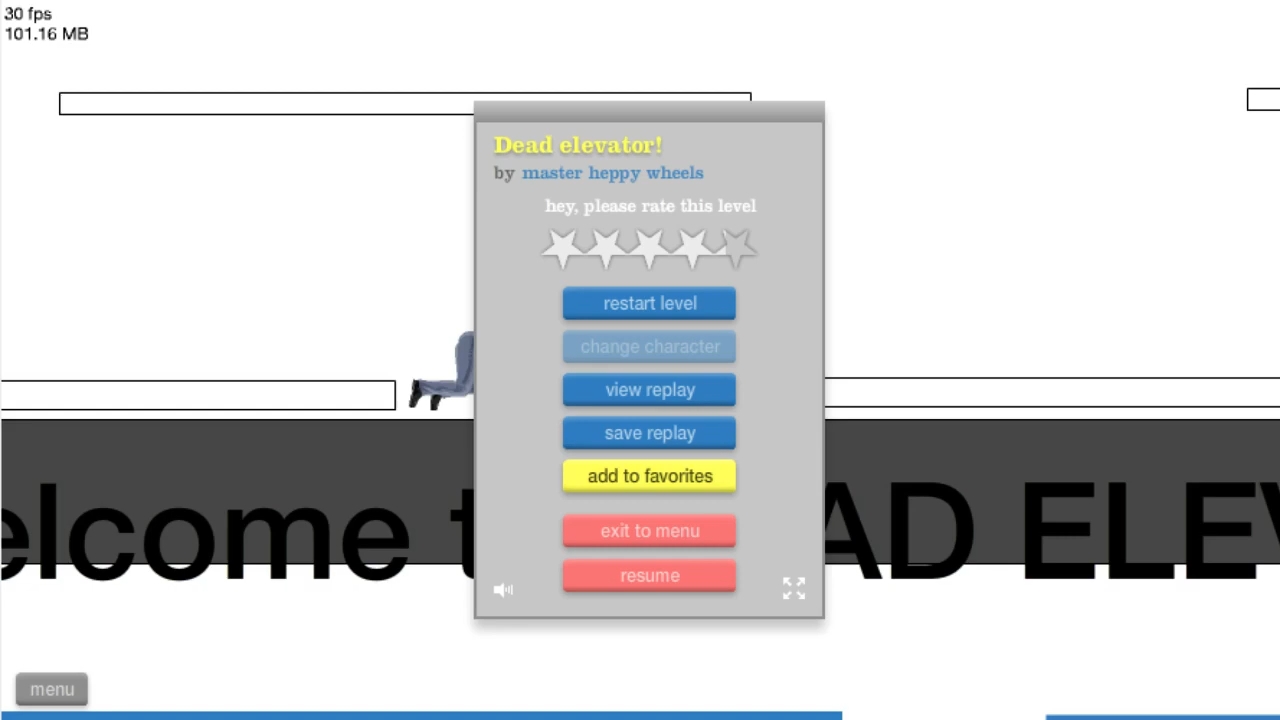 30 fps
101.16 MB
Dead elevator!
by master heppy wheels
hey, please rate this level
restart level
change character
view replay
save replay
add to favorites
elcome t AD ELEV
exit to menu
resume
menu